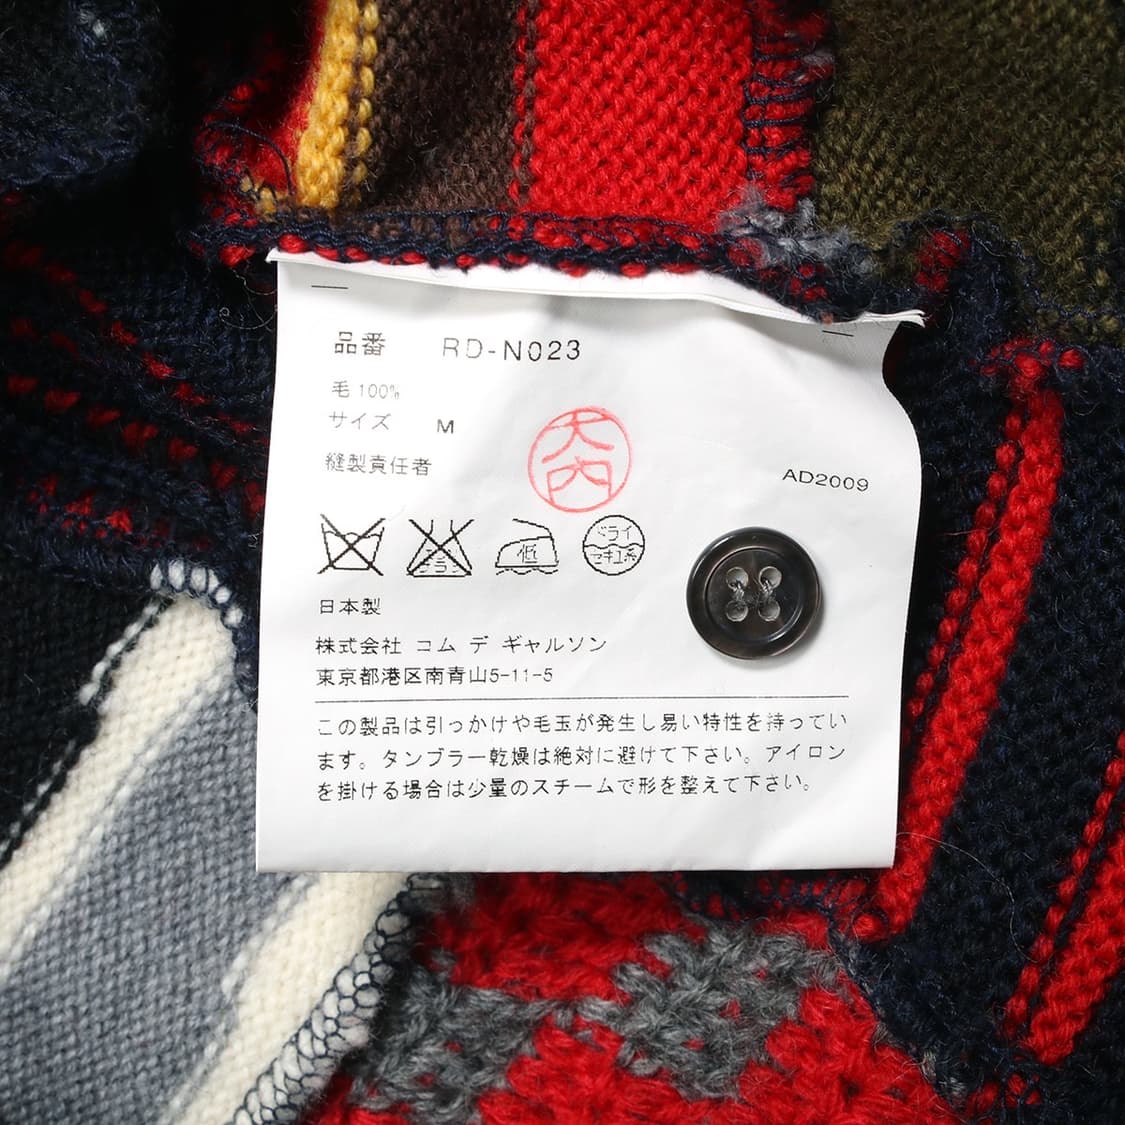 品番 RD-N023
毛 100%
サイズ M
縫製責任者 大内
AD2009
低
ドライ
セキユ系
日本製
株式会社 コム デ ギャルソン
東京都港区南青山5-11-5
この製品は引っかけや毛玉が発生し易い特性を持ってい
ます。タンブラー乾燥は絶対に避けて下さい。アイロン
を掛ける場合は少量のスチームで形を整えて下さい。